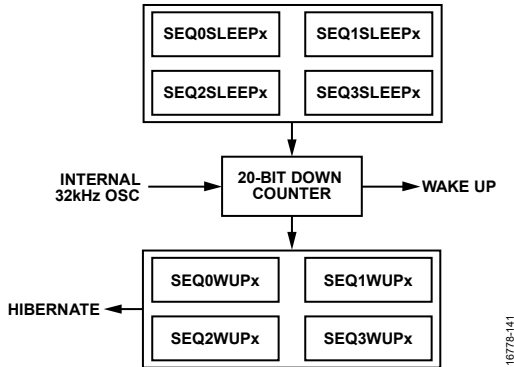 SEQ0SLEEPx
SEQ1SLEEPx
SEQ2SLEEPx
SEQ3SLEEPx
INTERNAL
32kHz OSC
20-BIT DOWN
COUNTER
WAKE UP
SEQ0WUPx
SEQ1WUPx
HIBERNATE
SEQ2WUPx
SEQ3WUPx
16778-141